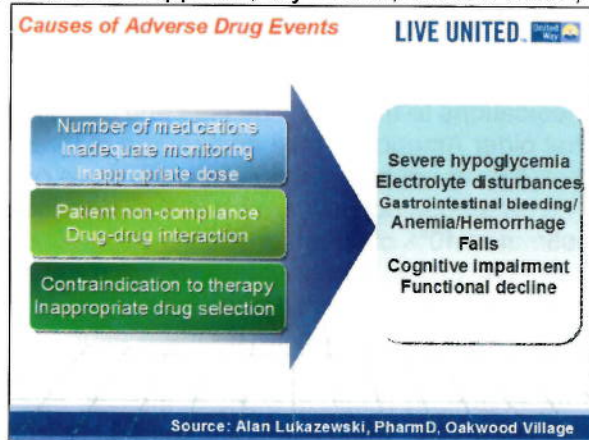 Causes of Adverse Drug Events
LIVE UNITED
United
Way
Number of medications
Inadequate monitoring
Inappropriate dose
Patient non-compliance
Drug-drug interaction
Contraindication to therapy
Inappropriate drug selection
Severe hypoglycemia
Electrolyte disturbances,
Gastrointestinal bleeding/
Anemia/Hemorrhage
Falls
Cognitive impairment
Functional decline
Source: Alan Lukazewski, PharmD, Oakwood Village